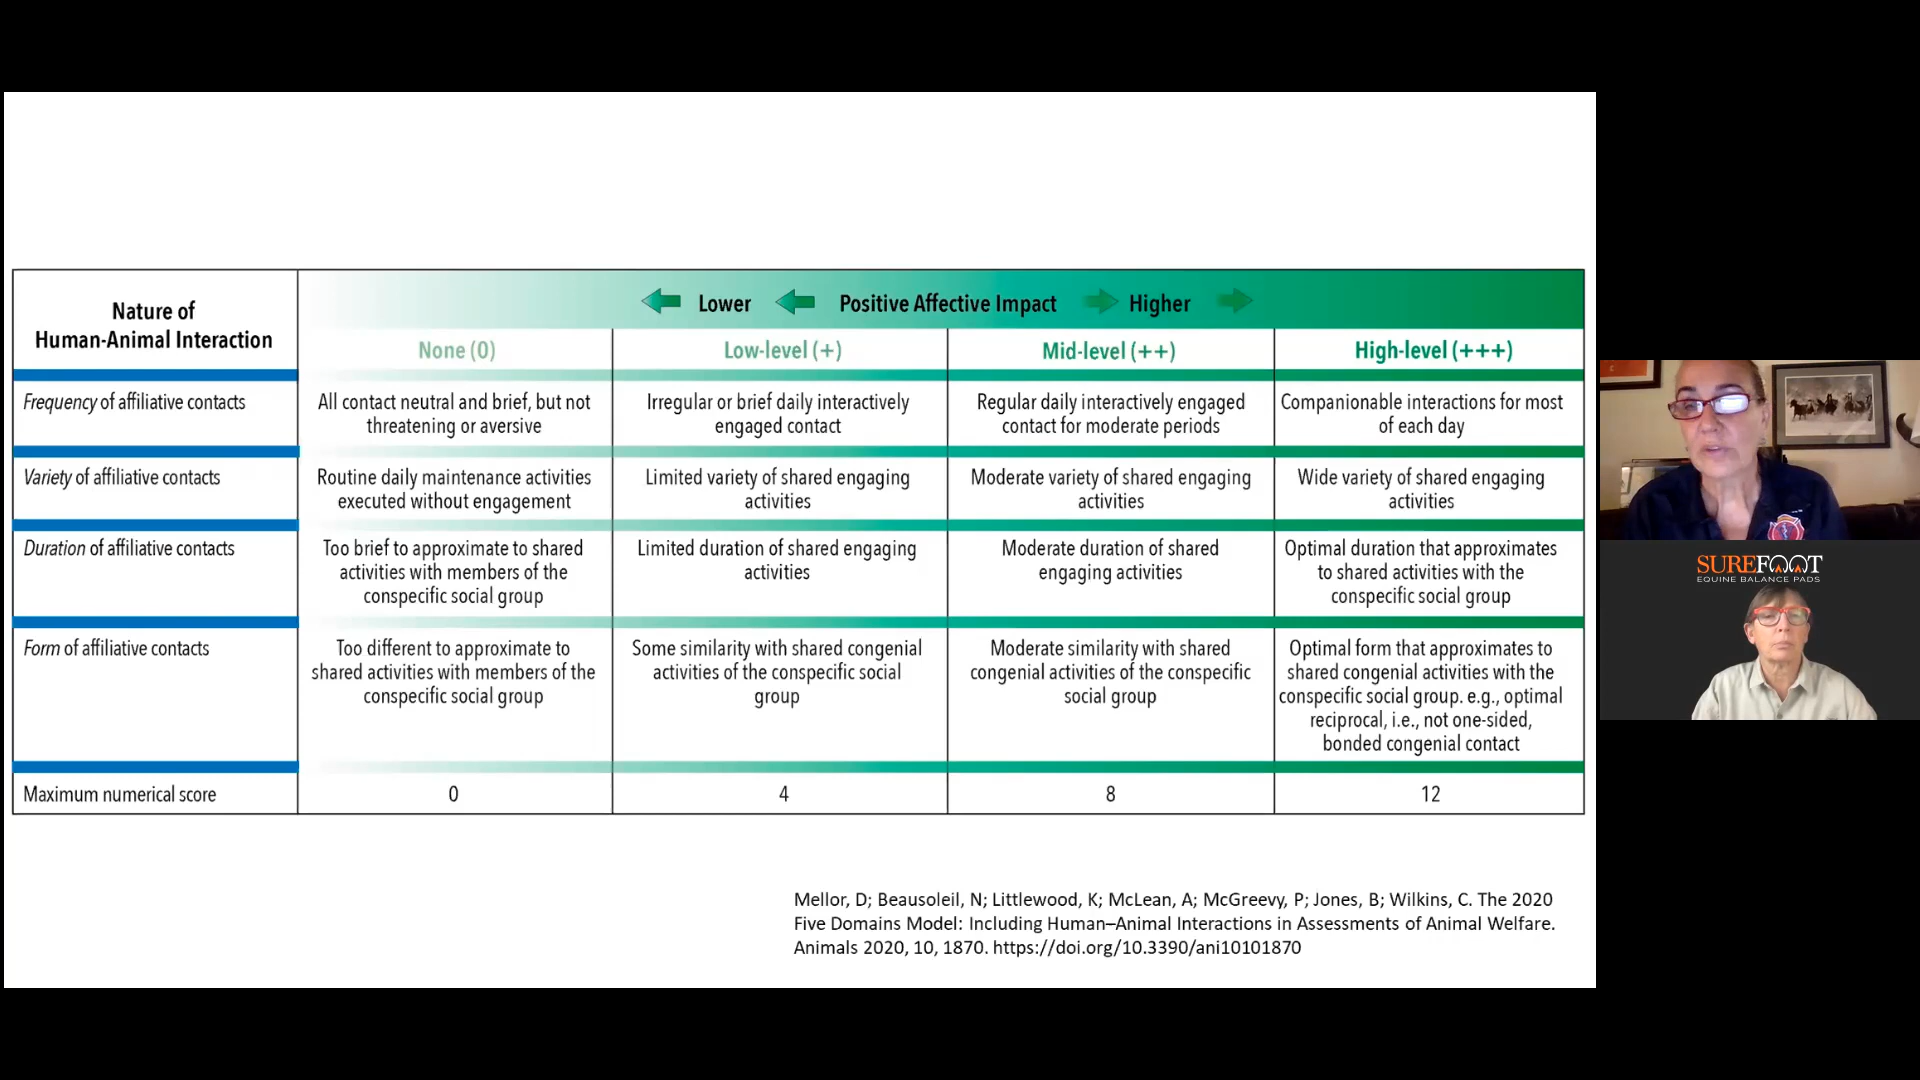 Nature of
Human-Animal Interaction
Lower Positive Affective Impact Higher
None (0)
Low-level (+)
Mid-level (++)
High-level (+++)
Frequency of affiliative contacts
All contact neutral and brief, but not
threatening or aversive
Irregular or brief daily interactively
engaged contact
Regular daily interactively engaged
contact for moderate periods
Companionable interactions for most
of each day
Variety of affiliative contacts
Routine daily maintenance activities
executed without engagement
Limited variety of shared engaging
activities
Moderate variety of shared engaging
activities
Wide variety of shared engaging
activities
Duration of affiliative contacts
Too brief to approximate to shared
activities with members of the
conspecific social group
Limited duration of shared engaging
activities
Moderate duration of shared
engaging activities
Optimal duration that approximates
to shared activities with the
conspecific social group
Form of affiliative contacts
Too different to approximate to
shared activities with members of the
conspecific social group
Some similarity with shared congenial
activities of the conspecific social
group
Moderate similarity with shared
congenial activities of the conspecific
social group
Optimal form that approximates to
shared congenial activities with the
conspecific social group. e.g., optimal
reciprocal, i.e., not one-sided,
bonded congenial contact
Maximum numerical score
0
4
8
12
Mellor, D; Beausoleil, N; Littlewood, K; McLean, A; McGreevy, P; Jones, B; Wilkins, C. The 2020
Five Domains Model: Including Human–Animal Interactions in Assessments of Animal Welfare.
Animals 2020, 10, 1870. https://doi.org/10.3390/ani10101870
SUREFOOT
EQUINE BALANCE PADS